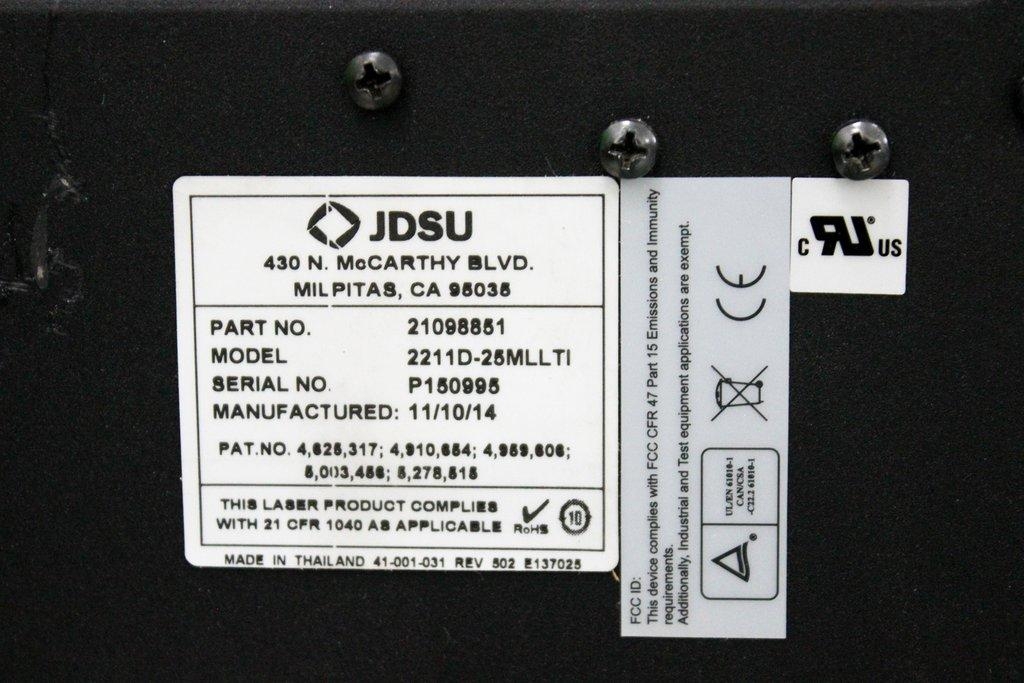 JDSU
430 N. McCARTHY BLVD.
MILPITAS, CA 95035
PART NO. 21098851
MODEL 2211D-25MLLTI
SERIAL NO. P150995
MANUFACTURED: 11/10/14
PAT.NO. 4,625,317; 4,910,654; 4,959,606;
5,003,456; 5,278,515
THIS LASER PRODUCT COMPLIES
WITH 21 CFR 1040 AS APPLICABLE
RoHS
10
MADE IN THAILAND 41-001-031 REV 502 E137025
FCC ID:
This device complies with FCC CFR 47 Part 15 Emissions and Immunity
requirements.
Additionally, Industrial and Test equipment applications are exempt.
UL/EN 61010-1
CAN/CSA
-C22.2 61010-1
®
CE
C RU® US